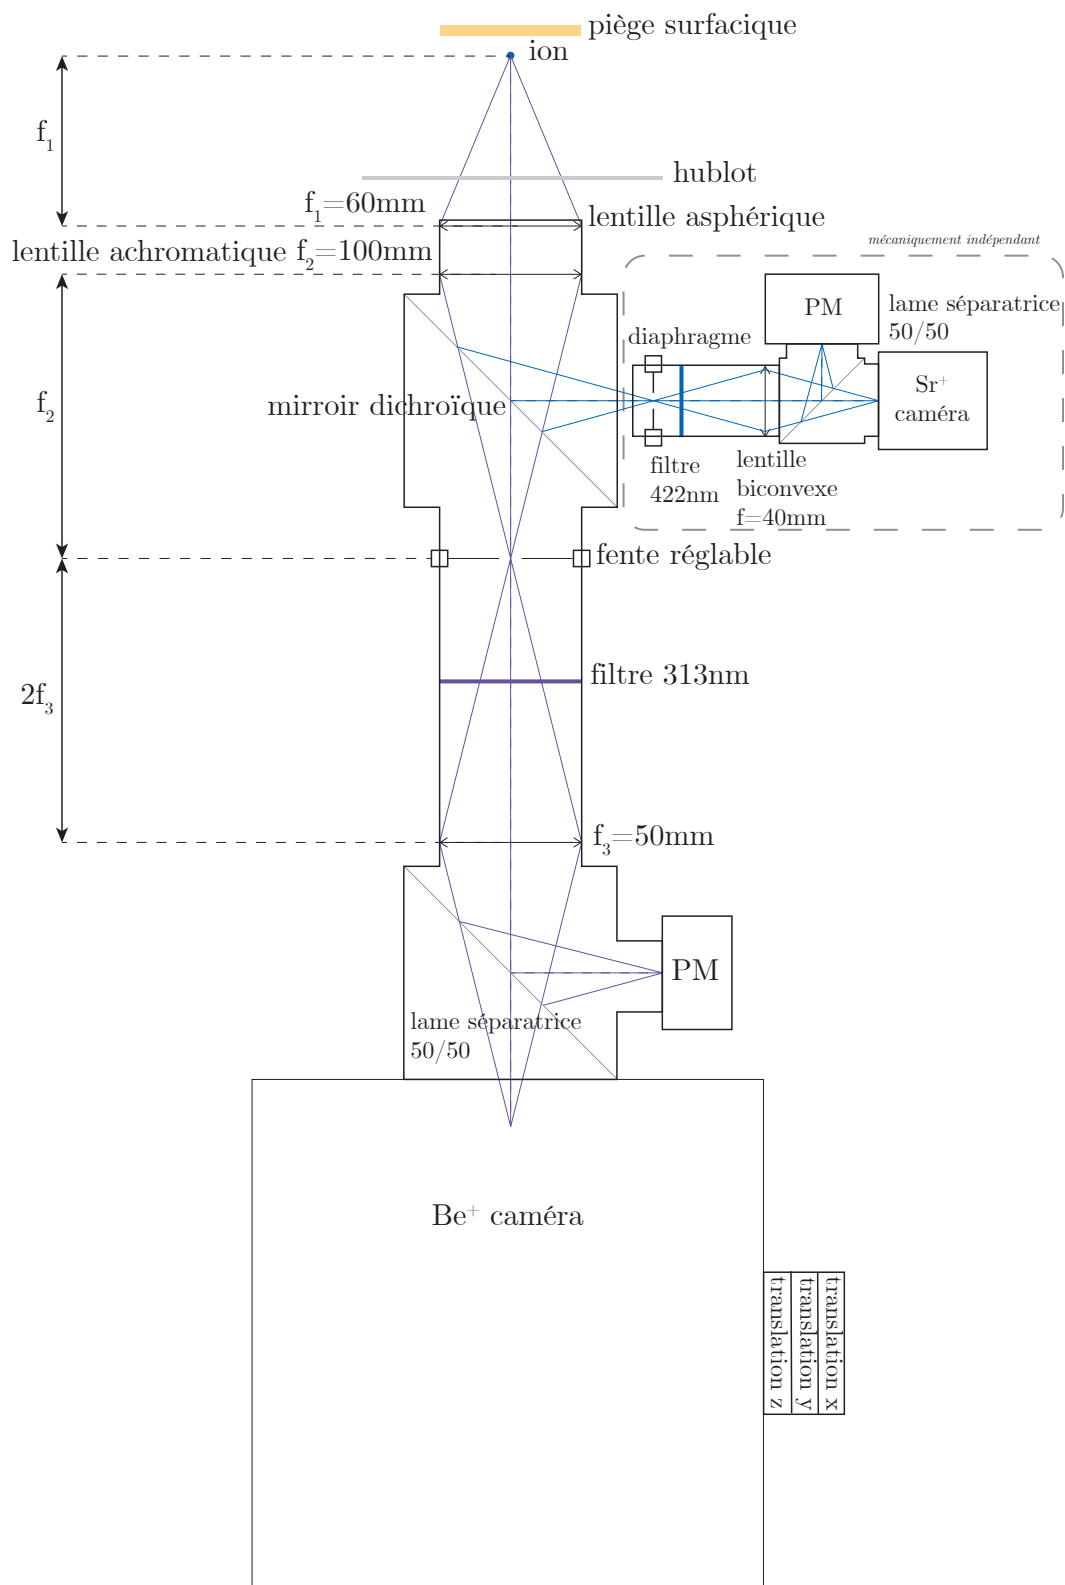 piège surfacique
ion
f₁
hublot
f₁=60mm
lentille asphérique
mécaniquement indépendant
lentille achromatique f₂=100mm
PM
lame séparatrice
50/50
diaphragme
Sr⁺
caméra
f₂
mirroir dichroïque
filtre
422nm
lentille
biconvexe
f=40mm
fente réglable
filtre 313nm
2f₃
f₃=50mm
PM
lame séparatrice
50/50
Be⁺ caméra
translation x
translation y
translation z